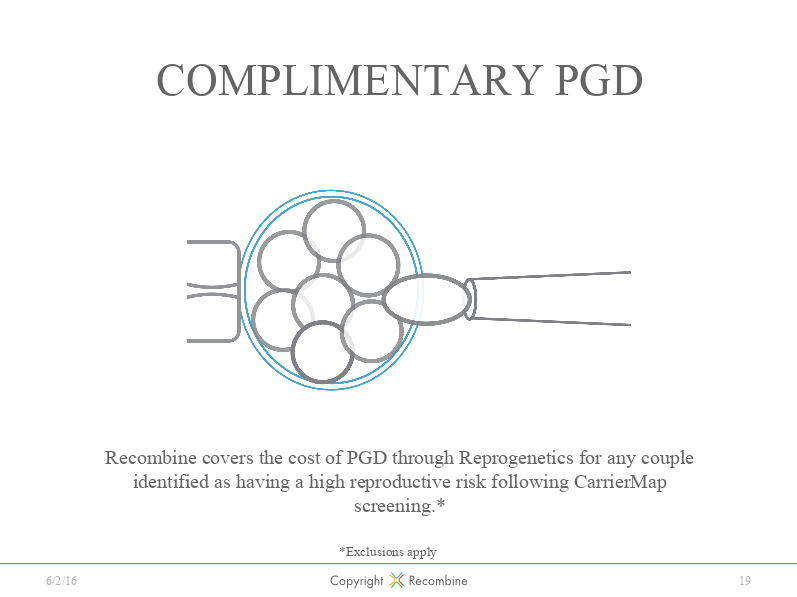 COMPLIMENTARY PGD
Recombine covers the cost of PGD through Reprogenetics for any couple
identified as having a high reproductive risk following CarrierMap
screening.*
*Exclusions apply
6/2/16
Copyright Recombine
19